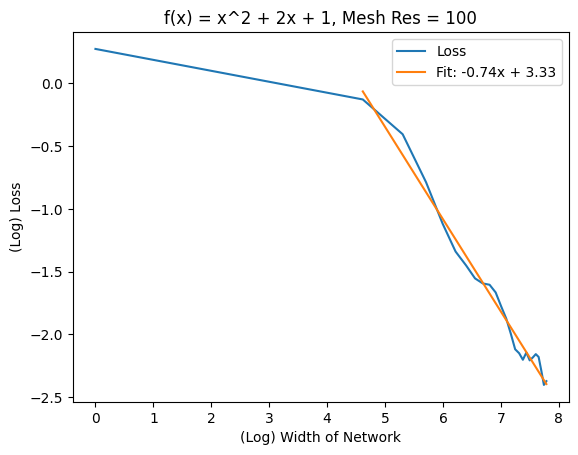 f(x) = x^2 + 2x + 1, Mesh Res = 100
Loss
Fit: -0.74x + 3.33
0.0
−0.5
−1.0
−1.5
−2.0
−2.5
(Log) Loss
0 1 2 3 4 5 6 7 8
(Log) Width of Network